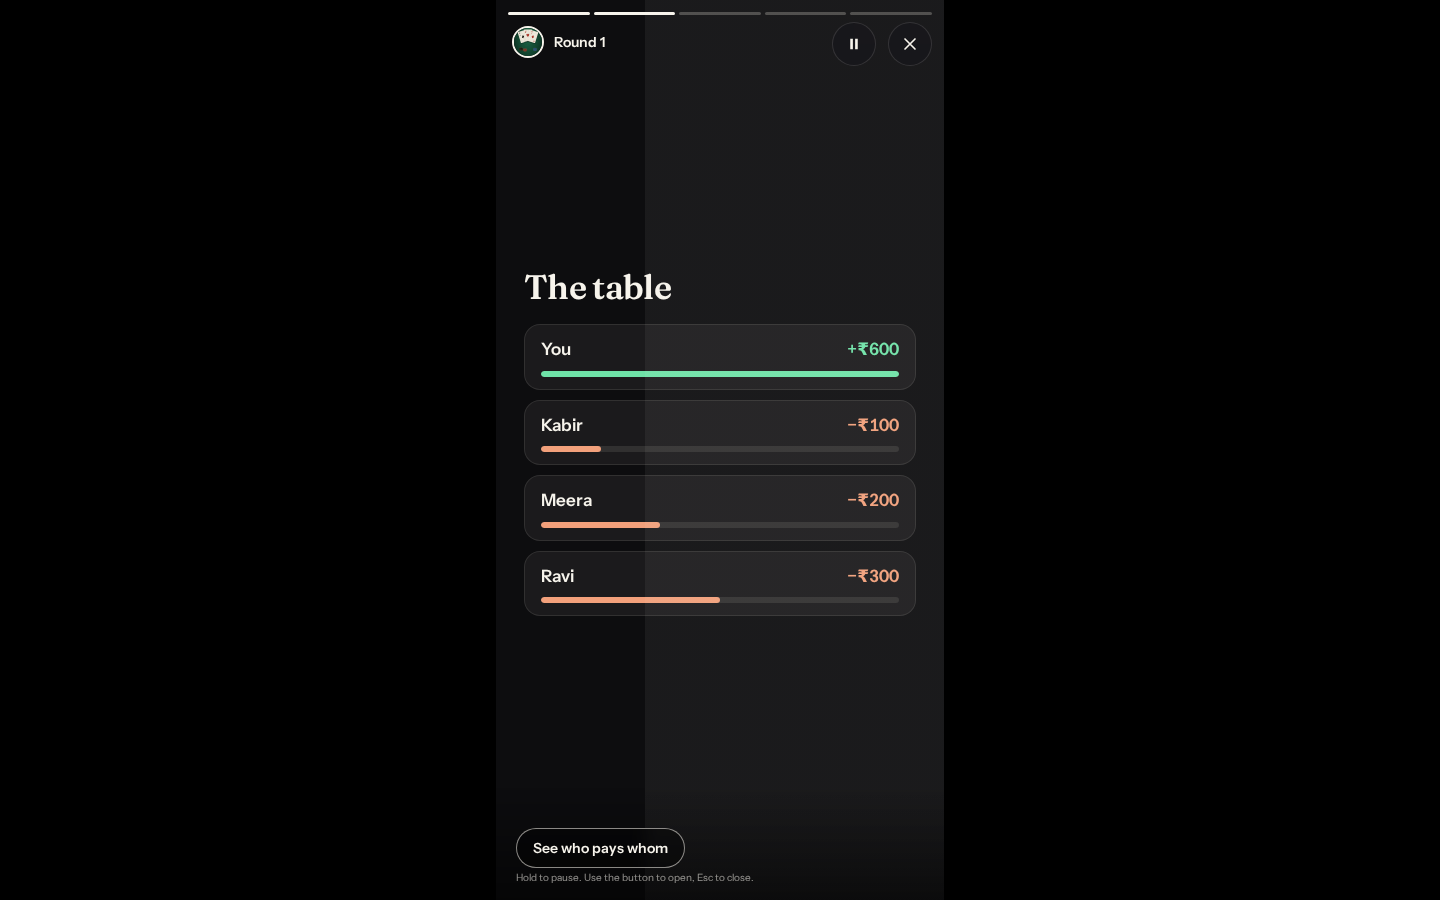 Round 1
The table
You
+₹600
Kabir
−₹100
Meera
−₹200
Ravi
−₹300
See who pays whom
Hold to pause. Use the button to open, Esc to close.